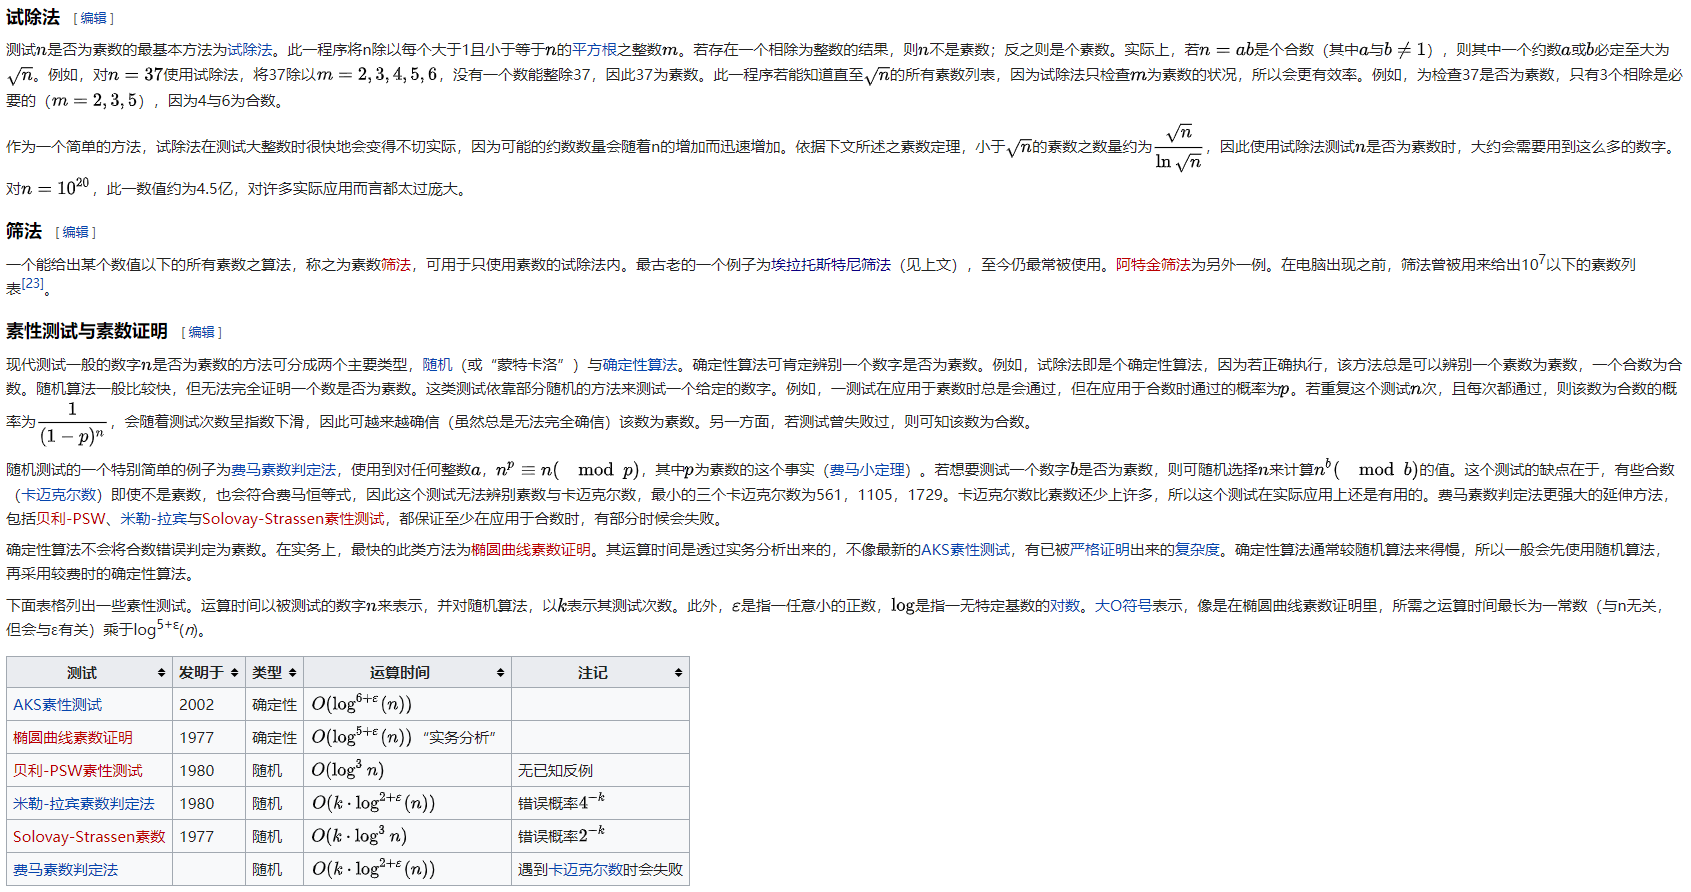 试除法 [ 编辑 ]
测试n是否为素数的最基本方法为试除法。此一程序将n除以每个大于1且小于等于n的平方根之整数m。若存在一个相除为整数的结果，则n不是素数；反之则是个素数。实际上，若n = ab是个合数（其中a与b ≠ 1），则其中一个约数a或b必定至大为
√n。例如，对n = 37使用试除法，将37除以m = 2, 3, 4, 5, 6，没有一个数能整除37，因此37为素数。此一程序若能知道直至√n的所有素数列表，因为试除法只检查m为素数的状况，所以会更有效率。例如，为检查37是否为素数，只有3个相除是必
要的（m = 2, 3, 5），因为4与6为合数。
作为一个简单的方法，试除法在测试大整数时很快地会变得不切实际，因为可能的约数数量会随着n的增加而迅速增加。依据下文所述之素数定理，小于√n的素数之数量约为√n / ln √n，因此使用试除法测试n是否为素数时，大约会需要用到这么多的数字。
对n = 10^20，此一数值约为4.5亿，对许多实际应用而言都太过庞大。
筛法 [ 编辑 ]
一个能给出某个数值以下的所有素数之算法，称之为素数筛法，可用于只使用素数的试除法内。最古老的一个例子为埃拉托斯特尼筛法（见上文），至今仍最常被使用。阿特金筛法为另外一例。在电脑出现之前，筛法曾被用来给出10^7以下的素数列
表[23]。
素性测试与素数证明 [ 编辑 ]
现代测试一般的数字n是否为素数的方法可分成两个主要类型，随机（或“蒙特卡洛”）与确定性算法。确定性算法可肯定辨别一个数字是否为素数。例如，试除法即是个确定性算法，因为若正确执行，该方法总是可以辨别一个素数为素数，一个合数为合
数。随机算法一般比较快，但无法完全证明一个数是否为素数。这类测试依靠部分随机的方法来测试一个给定的数字。例如，一测试在应用于素数时总是会通过，但在应用于合数时通过的概率为p。若重复这个测试n次，且每次都通过，则该数为合数的概
率为1 / (1 − p)^n，会随着测试次数呈指数下滑，因此可越来越确信（虽然总是无法完全确信）该数为素数。另一方面，若测试曾失败过，则可知该数为合数。
随机测试的一个特别简单的例子为费马素数判定法，使用到对任何整数a，n^p ≡ n( mod p)，其中p为素数的这个事实（费马小定理）。若想要测试一个数字b是否为素数，则可随机选择n来计算n^b( mod b)的值。这个测试的缺点在于，有些合数
（卡迈克尔数）即使不是素数，也会符合费马恒等式，因此这个测试无法辨别素数与卡迈克尔数，最小的三个卡迈克尔数为561，1105，1729。卡迈克尔数比素数还少上许多，所以这个测试在实际应用上还是有用的。费马素数判定法更强大的延伸方法，
包括贝利-PSW、米勒-拉宾与Solovay-Strassen素性测试，都保证至少在应用于合数时，有部分时候会失败。
确定性算法不会将合数错误判定为素数。在实务上，最快的此类方法为椭圆曲线素数证明。其运算时间是透过实务分析出来的，不像最新的AKS素性测试，有已被严格证明出来的复杂度。确定性算法通常较随机算法来得慢，所以一般会先使用随机算法，
再采用较费时的确定性算法。
下面表格列出一些素性测试。运算时间以被测试的数字n来表示，并对随机算法，以k表示其测试次数。此外，ε是指一任意小的正数，log是指一无特定基数的对数。大O符号表示，像是在椭圆曲线素数证明里，所需之运算时间最长为一常数（与n无关，
但会与ε有关）乘于log^5+ε(n)。
测试 发明于 类型 运算时间 注记
AKS素性测试 2002 确定性 O(log^6+ε(n))
椭圆曲线素数证明 1977 确定性 O(log^5+ε(n)) “实务分析”
贝利-PSW素性测试 1980 随机 O(log^3 n) 无已知反例
米勒-拉宾素数判定法 1980 随机 O(k · log^2+ε(n)) 错误概率4^−k
Solovay-Strassen素数 1977 随机 O(k · log^3 n) 错误概率2^−k
费马素数判定法 随机 O(k · log^2+ε(n)) 遇到卡迈克尔数时会失败